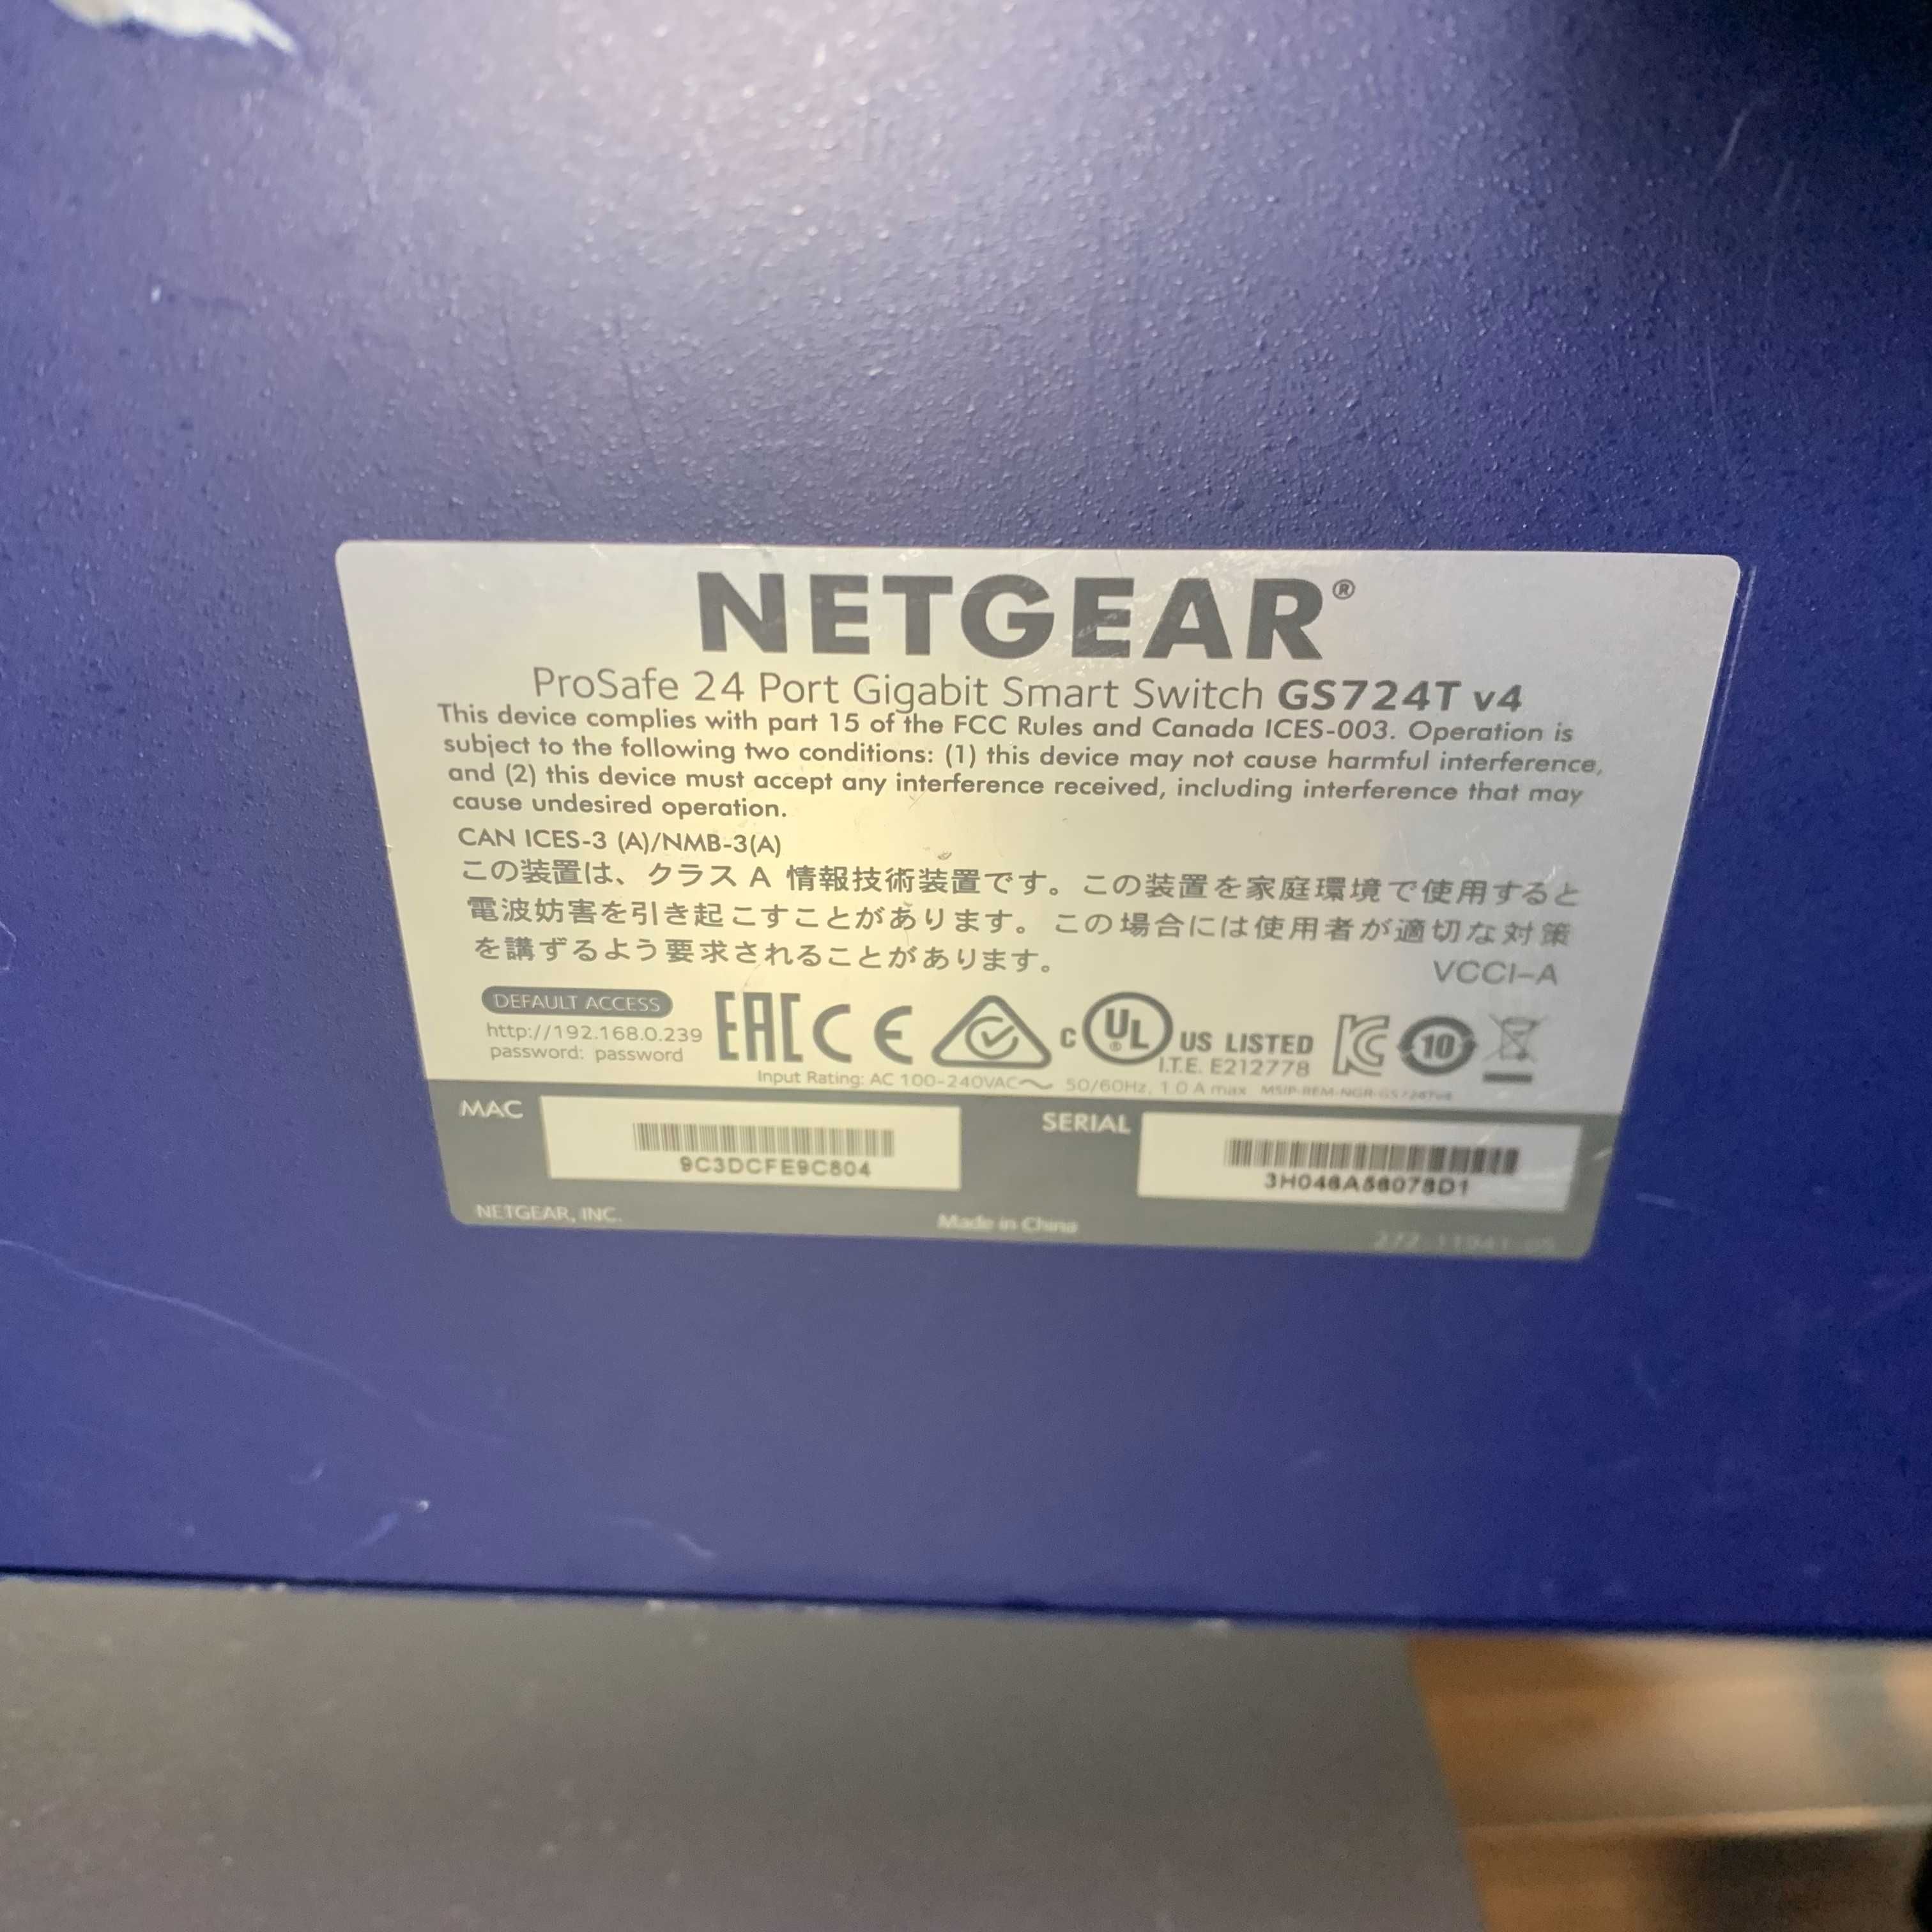 NETGEAR®
ProSafe 24 Port Gigabit Smart Switch GS724T v4
This device complies with part 15 of the FCC Rules and Canada ICES-003. Operation is
subject to the following two conditions: (1) this device may not cause harmful interference,
and (2) this device must accept any interference received, including interference that may
cause undesired operation.
CAN ICES-3 (A)/NMB-3(A)
この装置は、クラス A 情報技術装置です。この装置を家庭環境で使用すると
電波妨害を引き起こすことがあります。この場合には使用者が適切な対策
を講ずるよう要求されることがあります。
VCCI-A
DEFAULT ACCESS
http://192.168.0.239
password: password
EAC CE c UL® US LISTED KC 10
I.T.E. E212778
Input Rating: AC 100-240VAC～ 50/60Hz, 1.0 A max MSIP-REM-NGR-GS724Tv4
MAC
9C3DCFE9C804
SERIAL
NETGEAR, INC.
Made in China